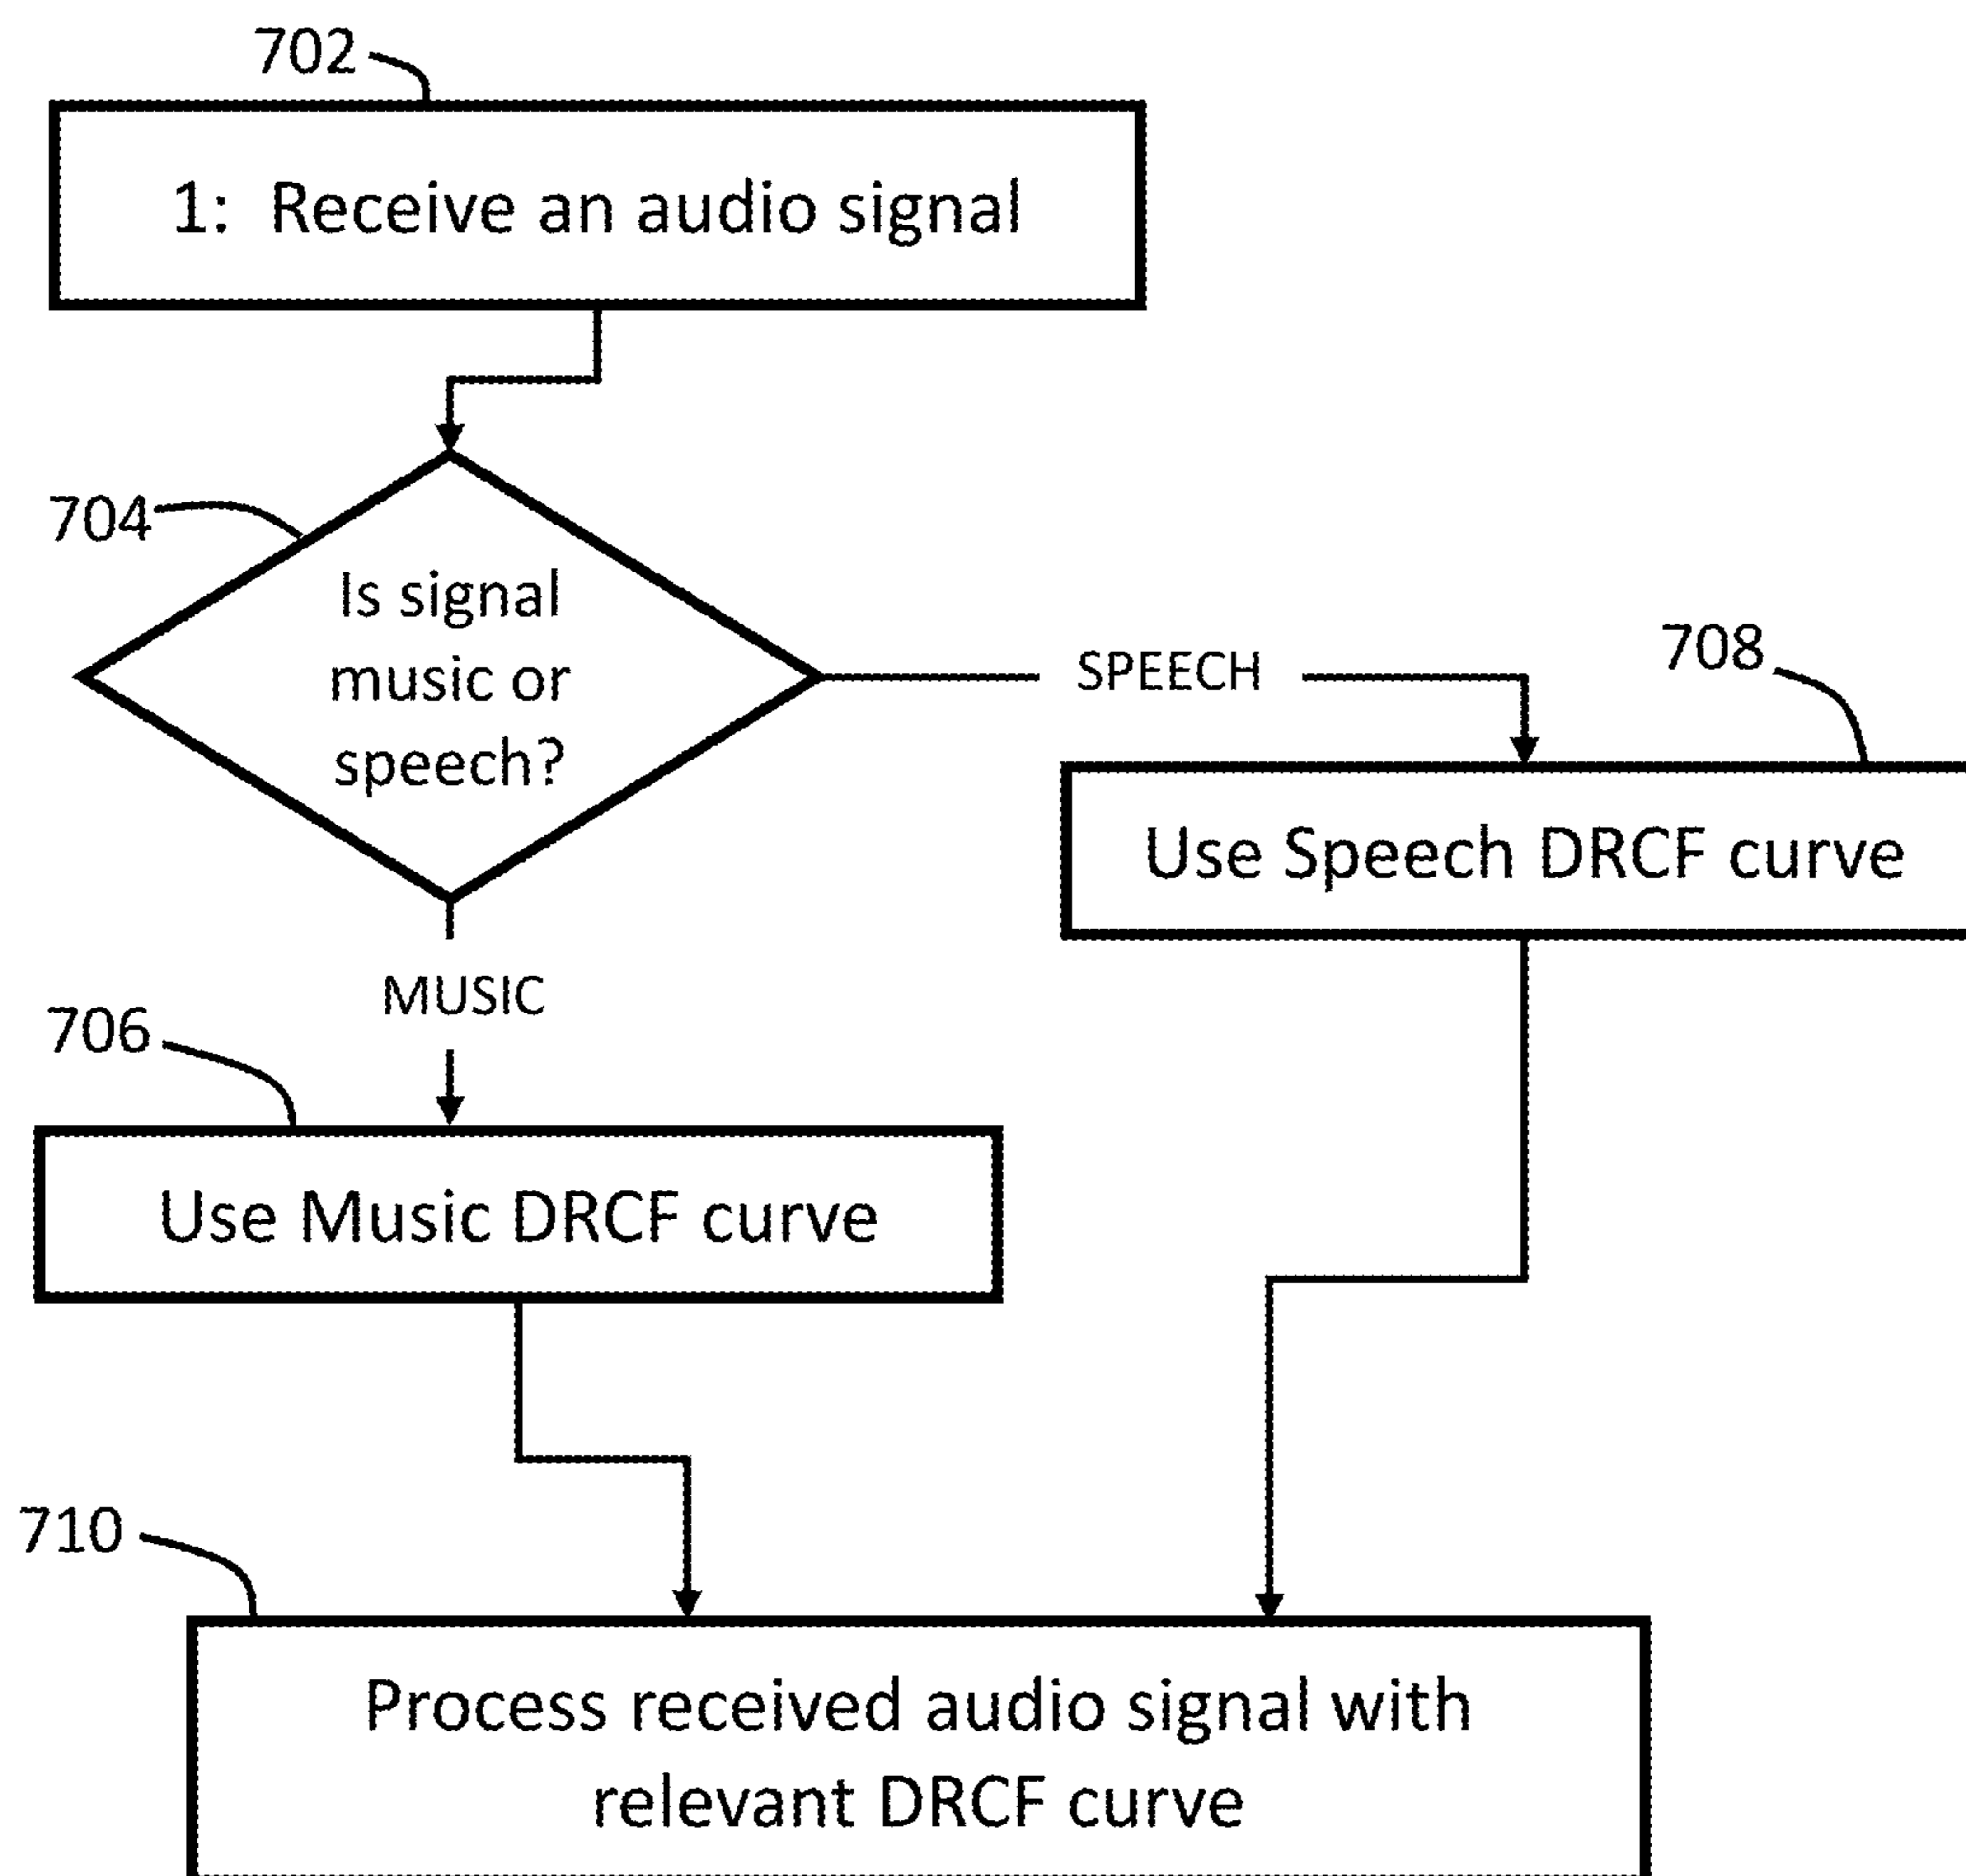 702
1: Receive an audio signal
704
Is signal
music or
speech?
SPEECH
708
Use Speech DRCF curve
MUSIC
706
Use Music DRCF curve
710
Process received audio signal with
relevant DRCF curve